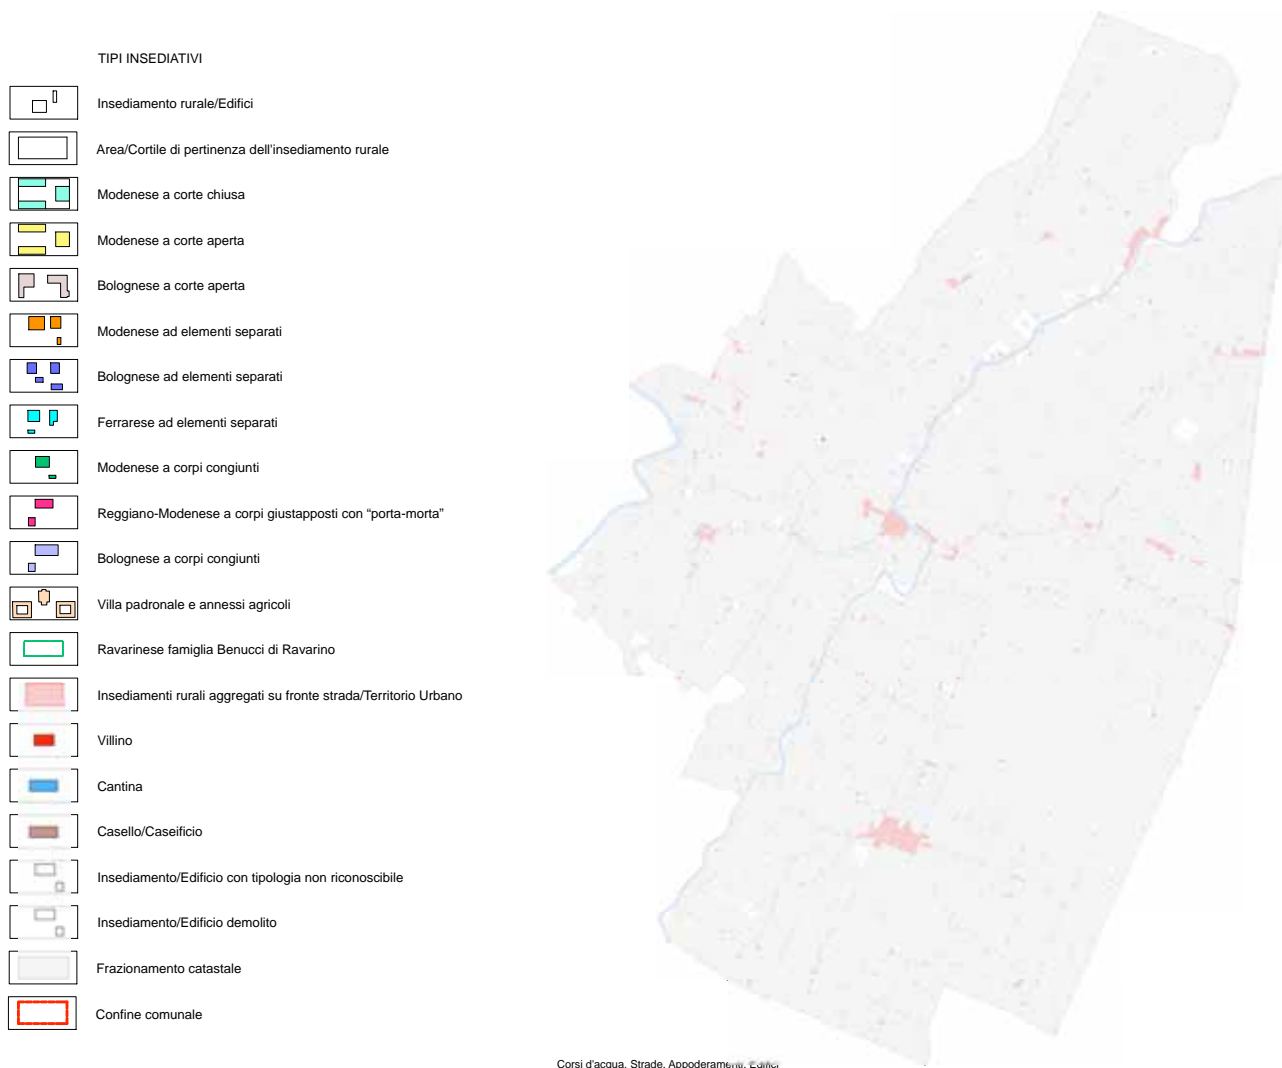 TIPI INSEDIATIVI
Insediamento rurale/Edifici
Area/Cortile di pertinenza dell'insediamento rurale
Modenese a corte chiusa
Modenese a corte aperta
Bolognese a corte aperta
Modenese ad elementi separati
Bolognese ad elementi separati
Ferrarese ad elementi separati
Modenese a corpi congiunti
Reggiano-Modenese a corpi giustapposti con “porta-morta”
Bolognese a corpi congiunti
Villa padronale e annessi agricoli
Ravarinese famiglia Benucci di Ravarino
Insediamenti rurali aggregati su fronte strada/Territorio Urbano
Villino
Cantina
Casello/Caseificio
Insediamento/Edificio con tipologia non riconoscibile
Insediamento/Edificio demolito
Frazionamento catastale
Confine comunale
Corsi d'acqua, Strade, Appoderamenti, Edifici